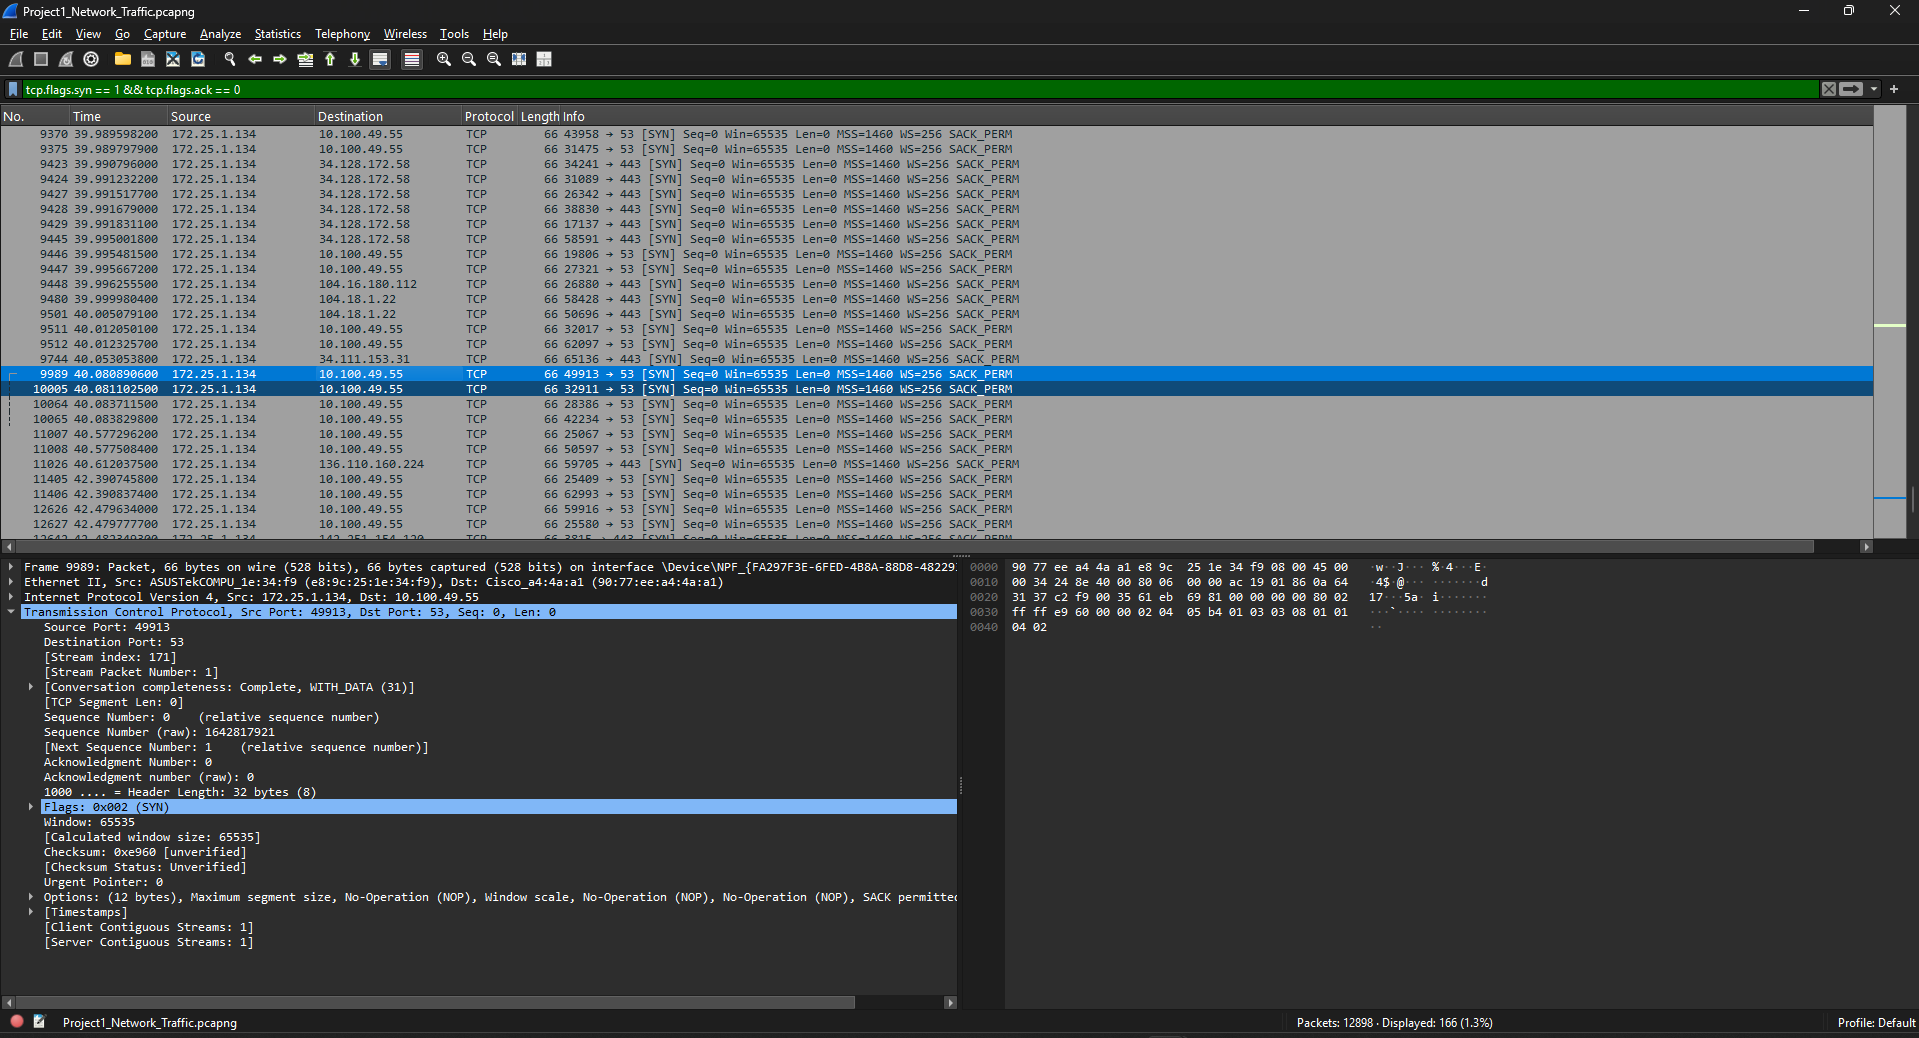 Project1_Network_Traffic.pcapng
File Edit View Go Capture Analyze Statistics Telephony Wireless Tools Help
tcp.flags.syn == 1 && tcp.flags.ack == 0
No. Time Source Destination Protocol Length Info
9370 39.989598200 172.25.1.134 10.100.49.55 TCP 66 43958 → 53 [SYN] Seq=0 Win=65535 Len=0 MSS=1460 WS=256 SACK_PERM
9375 39.989797900 172.25.1.134 10.100.49.55 TCP 66 31475 → 53 [SYN] Seq=0 Win=65535 Len=0 MSS=1460 WS=256 SACK_PERM
9423 39.990796000 172.25.1.134 34.128.172.58 TCP 66 34241 → 443 [SYN] Seq=0 Win=65535 Len=0 MSS=1460 WS=256 SACK_PERM
9424 39.991232200 172.25.1.134 34.128.172.58 TCP 66 31089 → 443 [SYN] Seq=0 Win=65535 Len=0 MSS=1460 WS=256 SACK_PERM
9427 39.991517700 172.25.1.134 34.128.172.58 TCP 66 26342 → 443 [SYN] Seq=0 Win=65535 Len=0 MSS=1460 WS=256 SACK_PERM
9428 39.991679000 172.25.1.134 34.128.172.58 TCP 66 38830 → 443 [SYN] Seq=0 Win=65535 Len=0 MSS=1460 WS=256 SACK_PERM
9429 39.991831100 172.25.1.134 34.128.172.58 TCP 66 17137 → 443 [SYN] Seq=0 Win=65535 Len=0 MSS=1460 WS=256 SACK_PERM
9445 39.995001800 172.25.1.134 34.128.172.58 TCP 66 58591 → 443 [SYN] Seq=0 Win=65535 Len=0 MSS=1460 WS=256 SACK_PERM
9446 39.995481500 172.25.1.134 10.100.49.55 TCP 66 19806 → 53 [SYN] Seq=0 Win=65535 Len=0 MSS=1460 WS=256 SACK_PERM
9447 39.995667200 172.25.1.134 10.100.49.55 TCP 66 27321 → 53 [SYN] Seq=0 Win=65535 Len=0 MSS=1460 WS=256 SACK_PERM
9448 39.996255500 172.25.1.134 104.16.180.112 TCP 66 26880 → 443 [SYN] Seq=0 Win=65535 Len=0 MSS=1460 WS=256 SACK_PERM
9480 39.999980400 172.25.1.134 104.18.1.22 TCP 66 58428 → 443 [SYN] Seq=0 Win=65535 Len=0 MSS=1460 WS=256 SACK_PERM
9501 40.005079100 172.25.1.134 104.18.1.22 TCP 66 50696 → 443 [SYN] Seq=0 Win=65535 Len=0 MSS=1460 WS=256 SACK_PERM
9511 40.012050100 172.25.1.134 10.100.49.55 TCP 66 32017 → 53 [SYN] Seq=0 Win=65535 Len=0 MSS=1460 WS=256 SACK_PERM
9512 40.012325700 172.25.1.134 10.100.49.55 TCP 66 62097 → 53 [SYN] Seq=0 Win=65535 Len=0 MSS=1460 WS=256 SACK_PERM
9744 40.053053800 172.25.1.134 34.111.153.31 TCP 66 65136 → 443 [SYN] Seq=0 Win=65535 Len=0 MSS=1460 WS=256 SACK_PERM
9989 40.080890600 172.25.1.134 10.100.49.55 TCP 66 49913 → 53 [SYN] Seq=0 Win=65535 Len=0 MSS=1460 WS=256 SACK_PERM
10005 40.081102500 172.25.1.134 10.100.49.55 TCP 66 32911 → 53 [SYN] Seq=0 Win=65535 Len=0 MSS=1460 WS=256 SACK_PERM
10064 40.083711500 172.25.1.134 10.100.49.55 TCP 66 28386 → 53 [SYN] Seq=0 Win=65535 Len=0 MSS=1460 WS=256 SACK_PERM
10065 40.083829800 172.25.1.134 10.100.49.55 TCP 66 42234 → 53 [SYN] Seq=0 Win=65535 Len=0 MSS=1460 WS=256 SACK_PERM
11007 40.577296200 172.25.1.134 10.100.49.55 TCP 66 25067 → 53 [SYN] Seq=0 Win=65535 Len=0 MSS=1460 WS=256 SACK_PERM
11008 40.577508400 172.25.1.134 10.100.49.55 TCP 66 50597 → 53 [SYN] Seq=0 Win=65535 Len=0 MSS=1460 WS=256 SACK_PERM
11026 40.612037500 172.25.1.134 136.110.160.224 TCP 66 59705 → 443 [SYN] Seq=0 Win=65535 Len=0 MSS=1460 WS=256 SACK_PERM
11405 42.390745800 172.25.1.134 10.100.49.55 TCP 66 25409 → 53 [SYN] Seq=0 Win=65535 Len=0 MSS=1460 WS=256 SACK_PERM
11406 42.390837400 172.25.1.134 10.100.49.55 TCP 66 62993 → 53 [SYN] Seq=0 Win=65535 Len=0 MSS=1460 WS=256 SACK_PERM
12626 42.479634000 172.25.1.134 10.100.49.55 TCP 66 59916 → 53 [SYN] Seq=0 Win=65535 Len=0 MSS=1460 WS=256 SACK_PERM
12627 42.479777700 172.25.1.134 10.100.49.55 TCP 66 25580 → 53 [SYN] Seq=0 Win=65535 Len=0 MSS=1460 WS=256 SACK_PERM
Frame 9989: Packet, 66 bytes on wire (528 bits), 66 bytes captured (528 bits) on interface \Device\NPF_{FA297F3E-6FED-4B8A-88D8-48229
Ethernet II, Src: ASUSTekCOMPU_1e:34:f9 (e8:9c:25:1e:34:f9), Dst: Cisco_a4:4a:a1 (90:77:ee:a4:4a:a1)
Internet Protocol Version 4, Src: 172.25.1.134, Dst: 10.100.49.55
Transmission Control Protocol, Src Port: 49913, Dst Port: 53, Seq: 0, Len: 0
Source Port: 49913
Destination Port: 53
[Stream index: 171]
[Stream Packet Number: 1]
[Conversation completeness: Complete, WITH_DATA (31)]
[TCP Segment Len: 0]
Sequence Number: 0 (relative sequence number)
Sequence Number (raw): 1642817921
[Next Sequence Number: 1 (relative sequence number)]
Acknowledgment Number: 0
Acknowledgment number (raw): 0
1000 .... = Header Length: 32 bytes (8)
Flags: 0x002 (SYN)
Window: 65535
[Calculated window size: 65535]
Checksum: 0xe960 [unverified]
[Checksum Status: Unverified]
Urgent Pointer: 0
Options: (12 bytes), Maximum segment size, No-Operation (NOP), Window scale, No-Operation (NOP), No-Operation (NOP), SACK permitted
[Timestamps]
[Client Contiguous Streams: 1]
[Server Contiguous Streams: 1]
0000 90 77 ee a4 4a a1 e8 9c 25 1e 34 f9 08 00 45 00 ·w··J···%·4···E·
0010 00 34 24 8e 40 00 80 06 00 00 ac 19 01 86 0a 64 ·4$·@··········d
0020 31 37 c2 f9 00 35 61 eb 69 81 00 00 00 00 80 02 17···5a·i·······
0030 ff ff e9 60 00 00 02 04 05 b4 01 03 03 08 01 01 ···`············
0040 04 02 ··
Project1_Network_Traffic.pcapng
Packets: 12898 · Displayed: 166 (1.3%)
Profile: Default